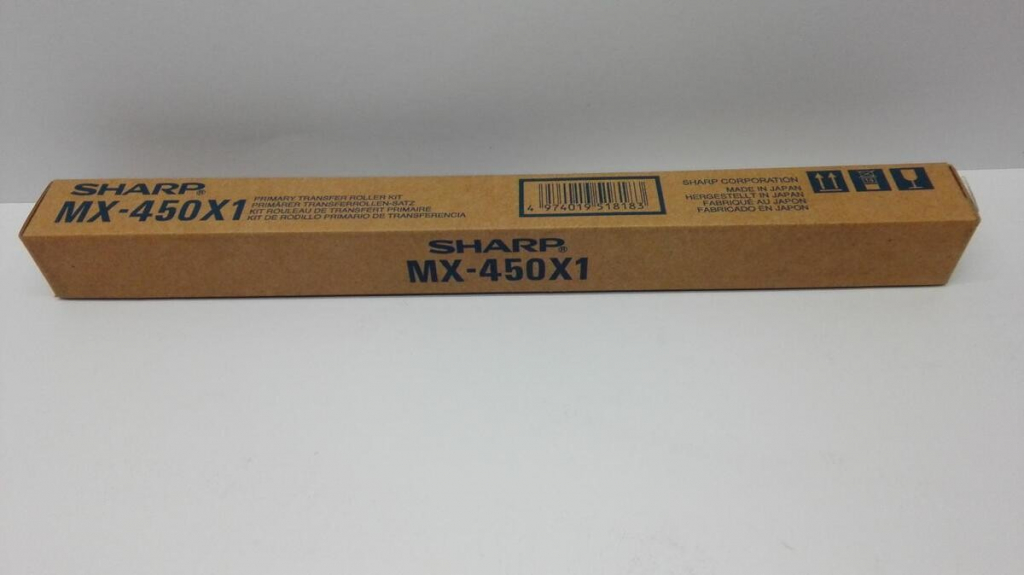 SHARP®
MX-450X1
PRIMARY TRANSFER ROLLER KIT
PRIMÄRER TRANSFERROLLEN-SATZ
KIT ROULEAU DE TRANSFERT PRIMAIRE
KIT DE RODILLO PRIMARIO DE TRANSFERENCIA
4 974019 518183
SHARP CORPORATION
MADE IN JAPAN
HERGESTELLT IN JAPAN
FABRIQUÉ AU JAPON
FABRICADO EN JAPON
SHARP®
MX-450X1